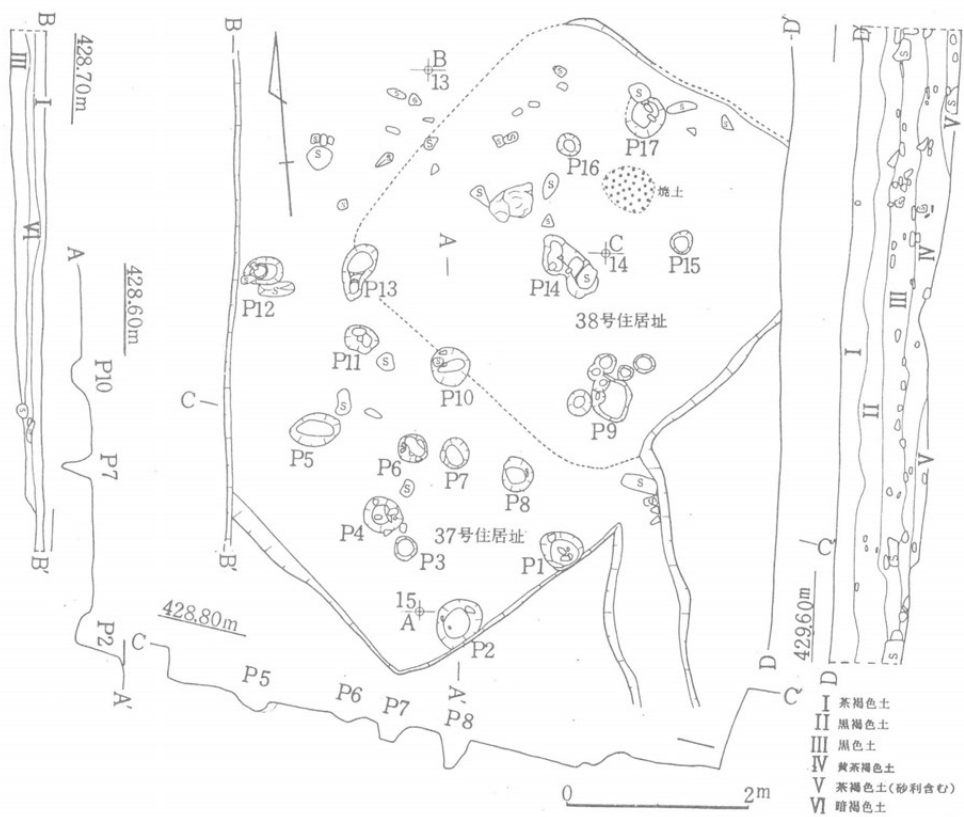 B
III
I
VI
B'
428.70m
A
P10
P7
P2
A'
428.60m
B
B'
C
B
13
P17
P16
焼土
A
C
14
P15
P14
P12
P13
38号住居址
P11
P10
P9
P5
P6
P7
P8
P4
37号住居址
P3
P1
15
A
P2
A'
D'
D
D'
I
II
III
IV
V
V
D
C'
429.60m
428.80m
C
P5
P6
P7
P8
C'
0 2m
I 茶褐色土
II 黒褐色土
III 黒色土
IV 黄茶褐色土
V 茶褐色土(砂利含む)
VI 暗褐色土